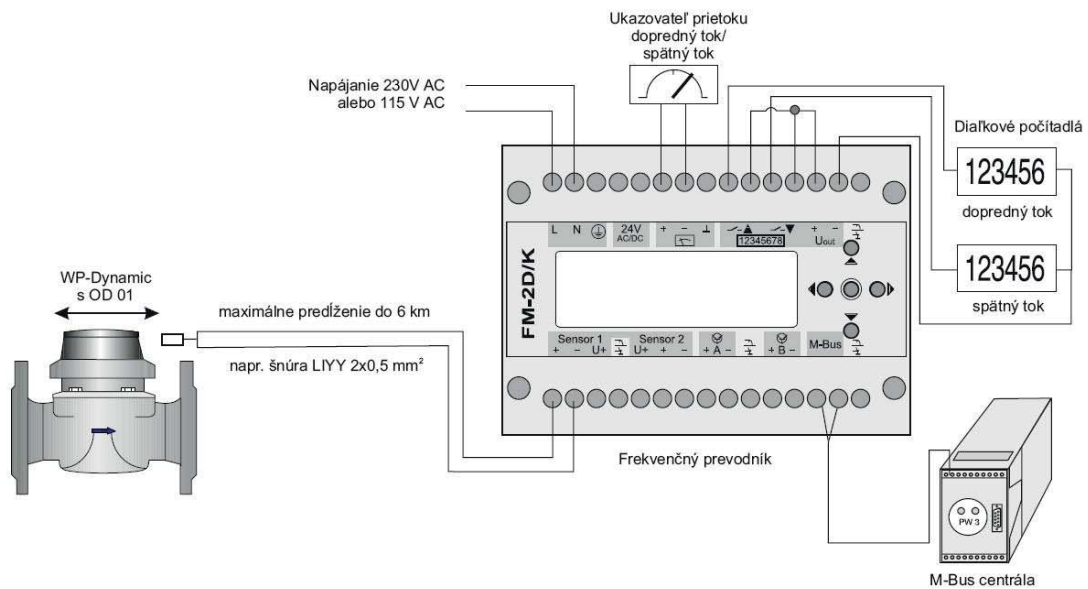 Ukazovateľ prietoku
dopredný tok/
spätný tok
Napájanie 230V AC
alebo 115 V AC
Diaľkové počítadlá
123456
dopredný tok
123456
spätný tok
L N 24V + - ⊥ + -
AC/DC 12345678 Uout
FM-2D/K
Sensor 1 Sensor 2 M-Bus
+ - U+ U+ + - + A - + B -
WP-Dynamic
s OD 01
maximálne predĺženie do 6 km
napr. šnúra LIYY 2x0,5 mm²
Frekvenčný prevodník
PW 3
M-Bus centrála